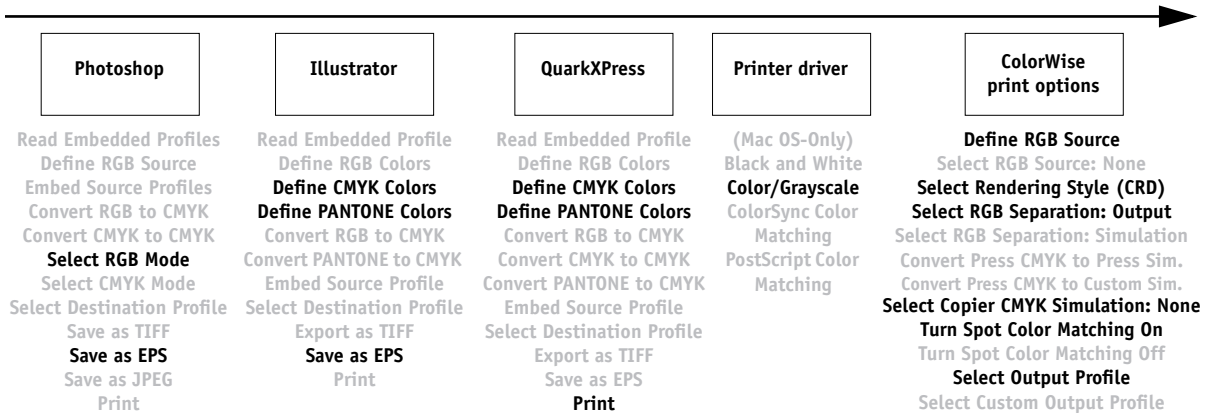 Photoshop
Read Embedded Profiles
Define RGB Source
Embed Source Profiles
Convert RGB to CMYK
Convert CMYK to CMYK
Select RGB Mode
Select CMYK Mode
Select Destination Profile
Save as TIFF
Save as EPS
Save as JPEG
Print
Illustrator
Read Embedded Profile
Define RGB Colors
Define CMYK Colors
Define PANTONE Colors
Convert RGB to CMYK
Convert PANTONE to CMYK
Embed Source Profile
Select Destination Profile
Export as TIFF
Save as EPS
Print
QuarkXPress
Read Embedded Profile
Define RGB Colors
Define CMYK Colors
Define PANTONE Colors
Convert RGB to CMYK
Convert CMYK to CMYK
Convert PANTONE to CMYK
Embed Source Profile
Select Destination Profile
Export as TIFF
Save as EPS
Print
Printer driver
(Mac OS-Only)
Black and White
Color/Grayscale
ColorSync Color
Matching
PostScript Color
Matching
ColorWise
print options
Define RGB Source
Select RGB Source: None
Select Rendering Style (CRD)
Select RGB Separation: Output
Select RGB Separation: Simulation
Convert Press CMYK to Press Sim.
Convert Press CMYK to Custom Sim.
Select Copier CMYK Simulation: None
Turn Spot Color Matching On
Turn Spot Color Matching Off
Select Output Profile
Select Custom Output Profile